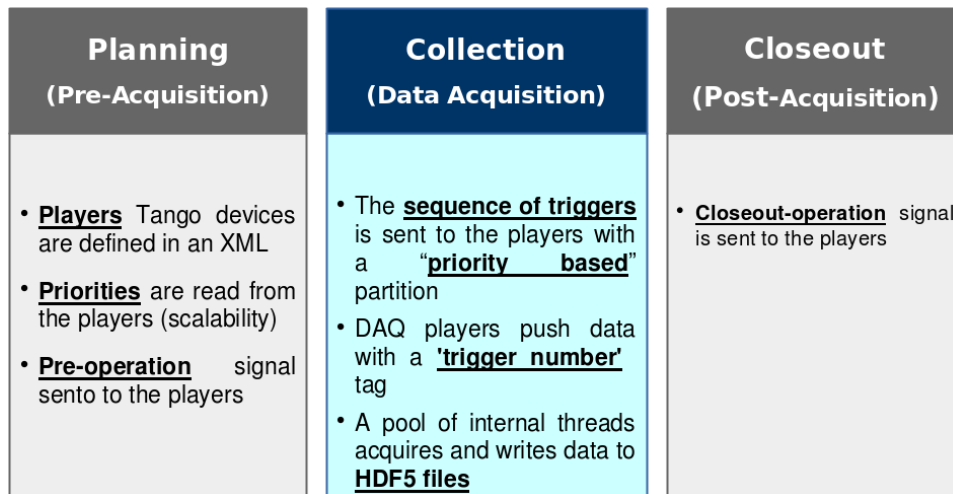 Planning
(Pre-Acquisition)
• Players Tango devices
are defined in an XML
• Priorities are read from
the players (scalability)
• Pre-operation signal
sento to the players
Collection
(Data Acquisition)
• The sequence of triggers
is sent to the players with
a “priority based”
partition
• DAQ players push data
with a 'trigger number'
tag
• A pool of internal threads
acquires and writes data to
HDF5 files
Closeout
(Post-Acquisition)
• Closeout-operation signal
is sent to the players